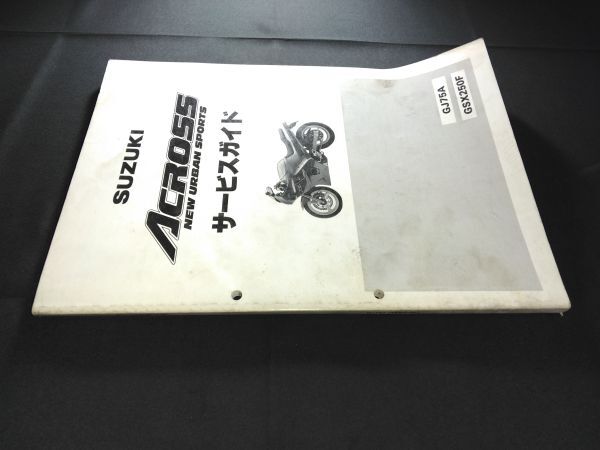 SUZUKI
ACROSS
NEW URBAN SPORTS
サービスガイド
GJ75A
GSX250F